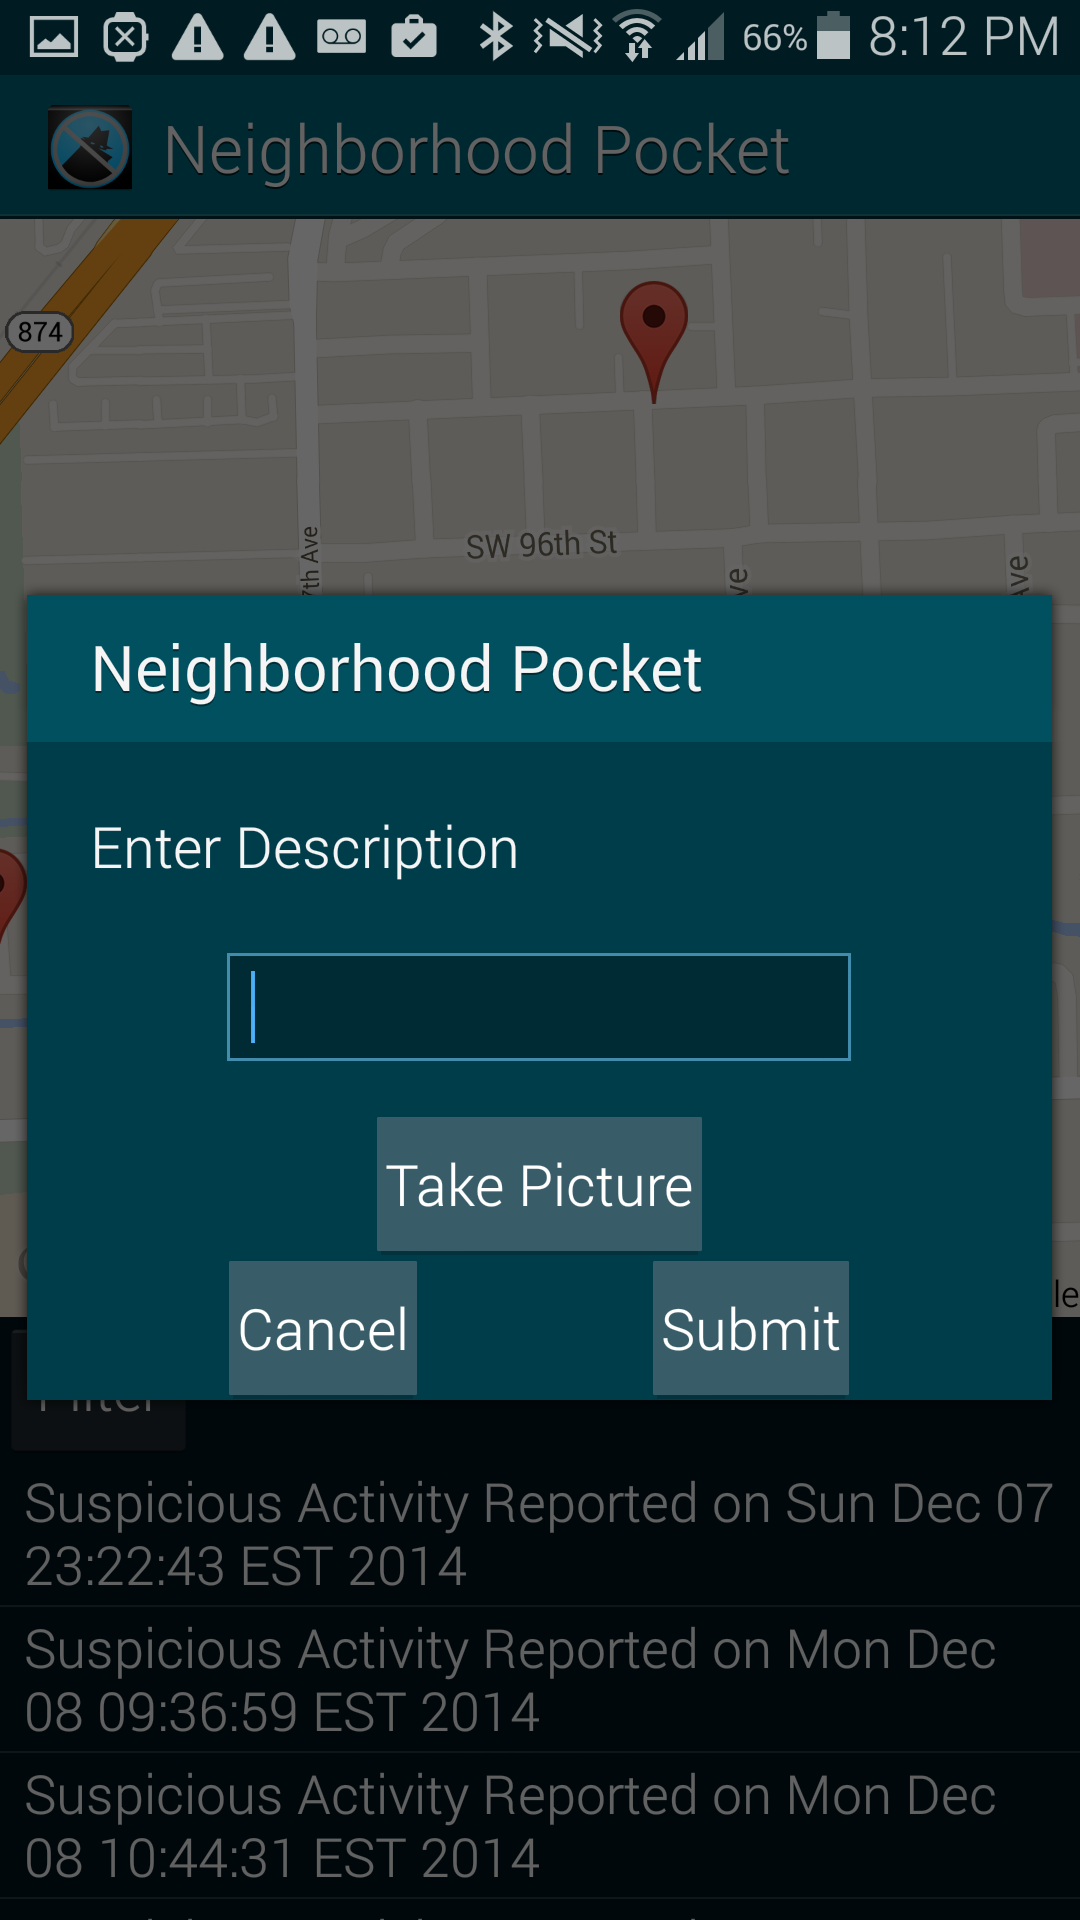 66% 8:12 PM
Neighborhood Pocket
874
7th Ave
SW 96th St
ve
Ave
Neighborhood Pocket
Enter Description
Take Picture
Cancel
Submit
le
Filter
Suspicious Activity Reported on Sun Dec 07
23:22:43 EST 2014
Suspicious Activity Reported on Mon Dec
08 09:36:59 EST 2014
Suspicious Activity Reported on Mon Dec
08 10:44:31 EST 2014